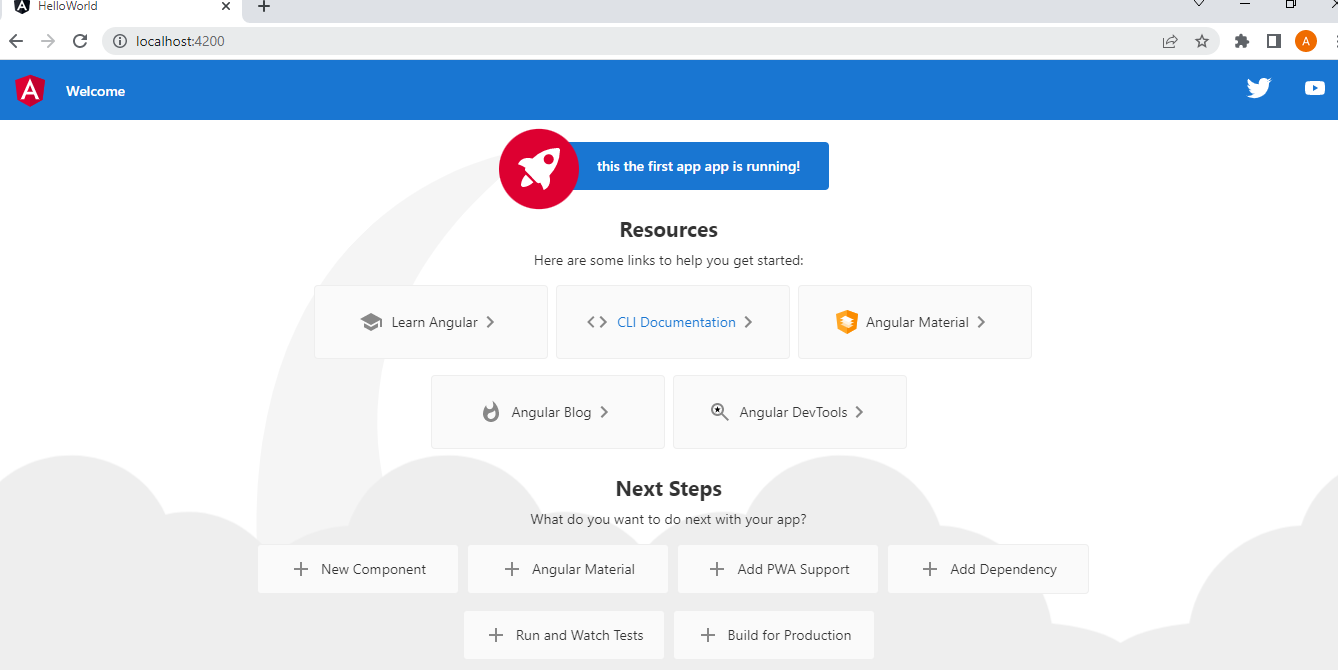 HelloWorld
localhost:4200
A
Welcome
this the first app app is running!
Resources
Here are some links to help you get started:
Learn Angular
CLI Documentation
Angular Material
Angular Blog
Angular DevTools
Next Steps
What do you want to do next with your app?
New Component
Angular Material
Add PWA Support
Add Dependency
Run and Watch Tests
Build for Production